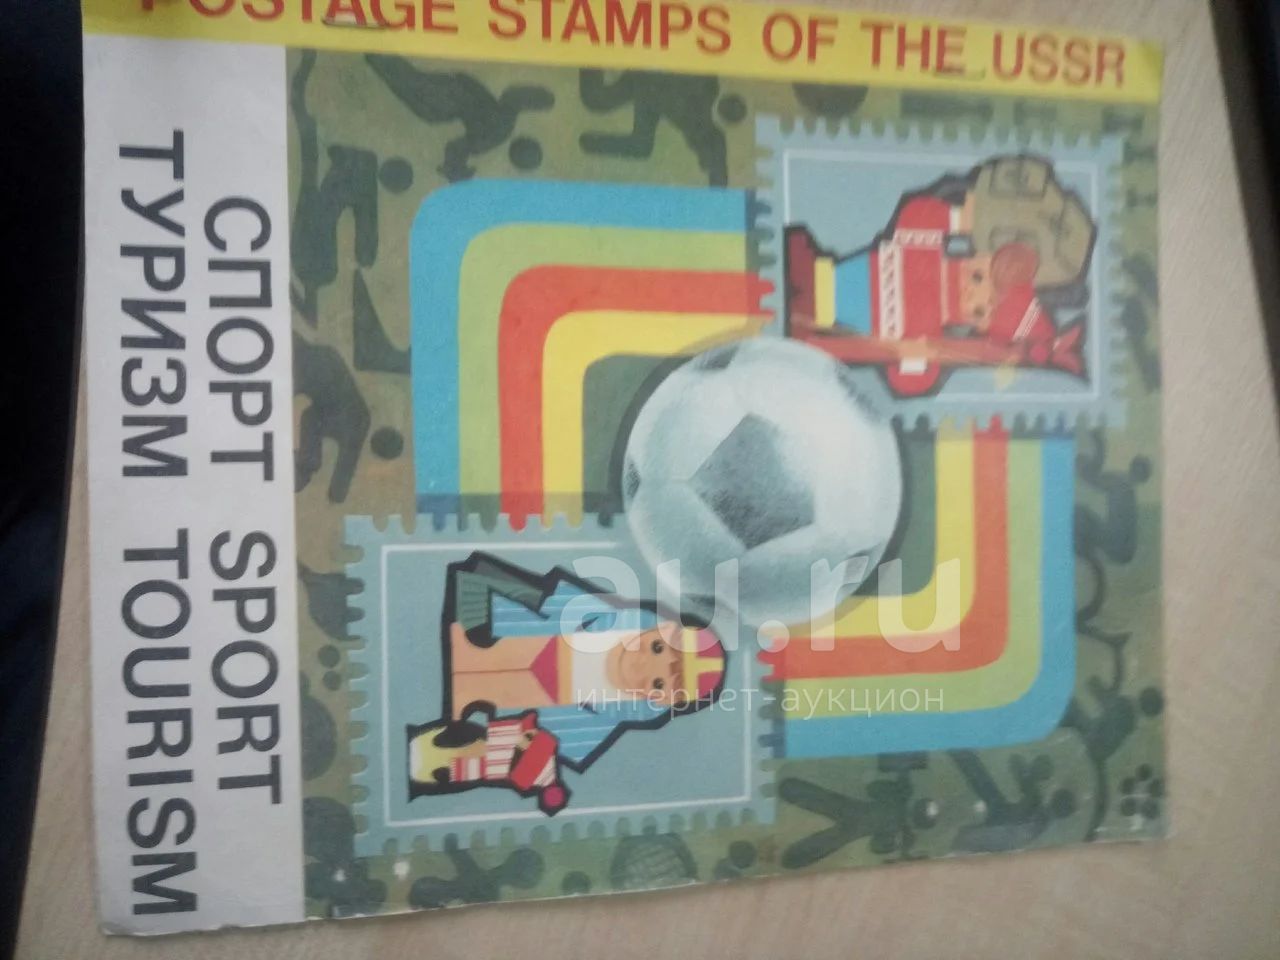 POSTAGE STAMPS OF THE USSR
СПОРТ SPORT
ТУРИЗМ TOURISM
au.ru
интернет-аукцион